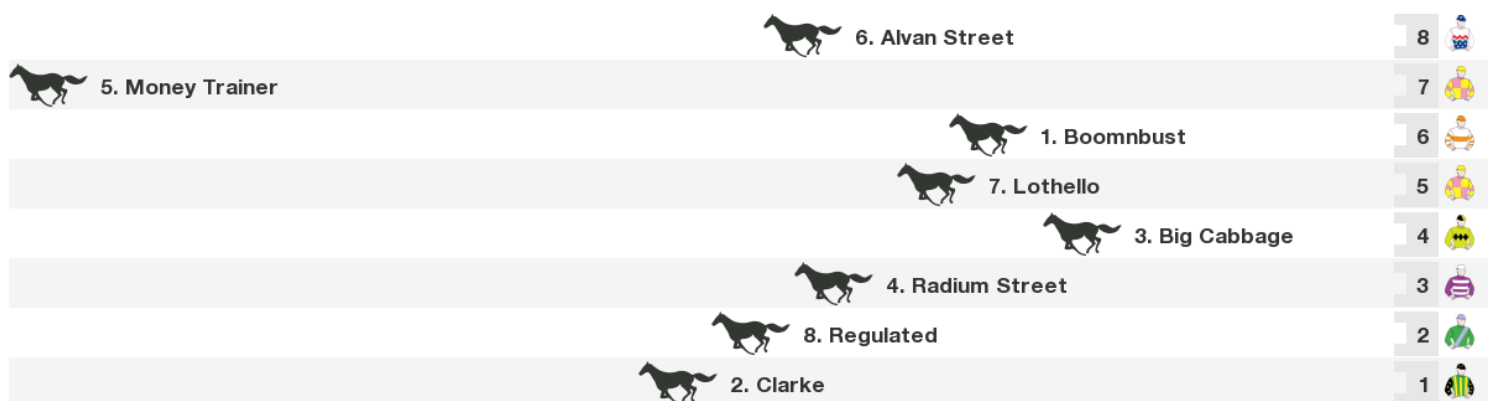 6. Alvan Street 8
5. Money Trainer 7
1. Boomnbust 6
7. Lothello 5
3. Big Cabbage 4
4. Radium Street 3
8. Regulated 2
2. Clarke 1